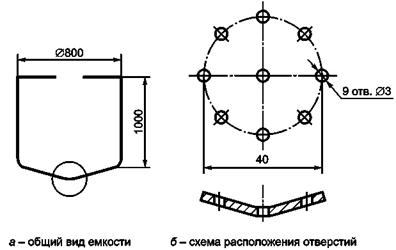 Ø800
1000
9 отв. Ø3
40
а – общий вид емкости
б – схема расположения отверстий